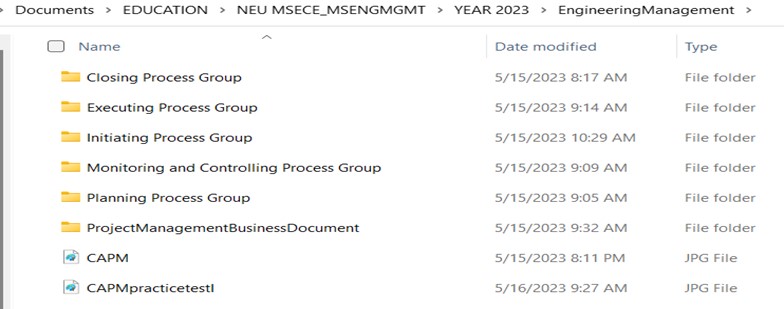 Documents > EDUCATION > NEU MSECE_MSENGMGMT > YEAR 2023 > EngineeringManagement >
Name Date modified Type
Closing Process Group 5/15/2023 8:17 AM File folder
Executing Process Group 5/15/2023 9:14 AM File folder
Initiating Process Group 5/15/2023 10:29 AM File folder
Monitoring and Controlling Process Group 5/15/2023 9:09 AM File folder
Planning Process Group 5/15/2023 9:05 AM File folder
ProjectManagementBusinessDocument 5/15/2023 9:32 AM File folder
CAPM 5/15/2023 8:11 PM JPG File
CAPMpracticetestI 5/16/2023 9:27 AM JPG File